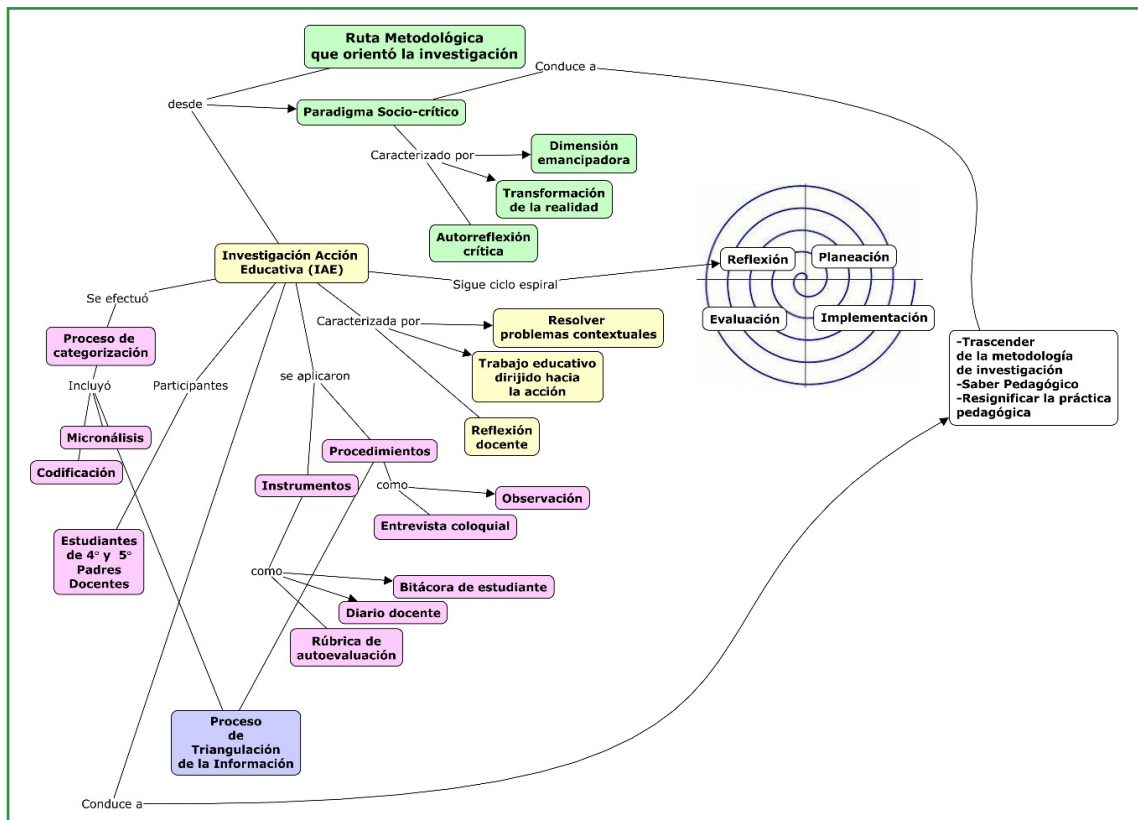 Ruta Metodológica
que orientó la investigación
Conduce a
desde
Paradigma Socio-crítico
Caracterizado por
Dimensión
emancipadora
Transformación
de la realidad
Autorreflexión
crítica
Investigación Acción
Educativa (IAE)
Sigue ciclo espiral
Reflexión
Planeación
Evaluación
Implementación
Se efectuó
Proceso de
categorización
Incluyó
Micronálisis
Codificación
Participantes
Estudiantes
de 4° y 5°
Padres
Docentes
se aplicaron
Caracterizada por
Resolver
problemas contextuales
Trabajo educativo
dirijido hacia
la acción
Reflexión
docente
Procedimientos
Instrumentos
como
Observación
Entrevista coloquial
como
Bitácora de estudiante
Diario docente
Rúbrica de
autoevaluación
-Trascender
de la metodología
de investigación
-Saber Pedagógico
-Resignificar la práctica
pedagógica
Proceso
de
Triangulación
de la Información
Conduce a